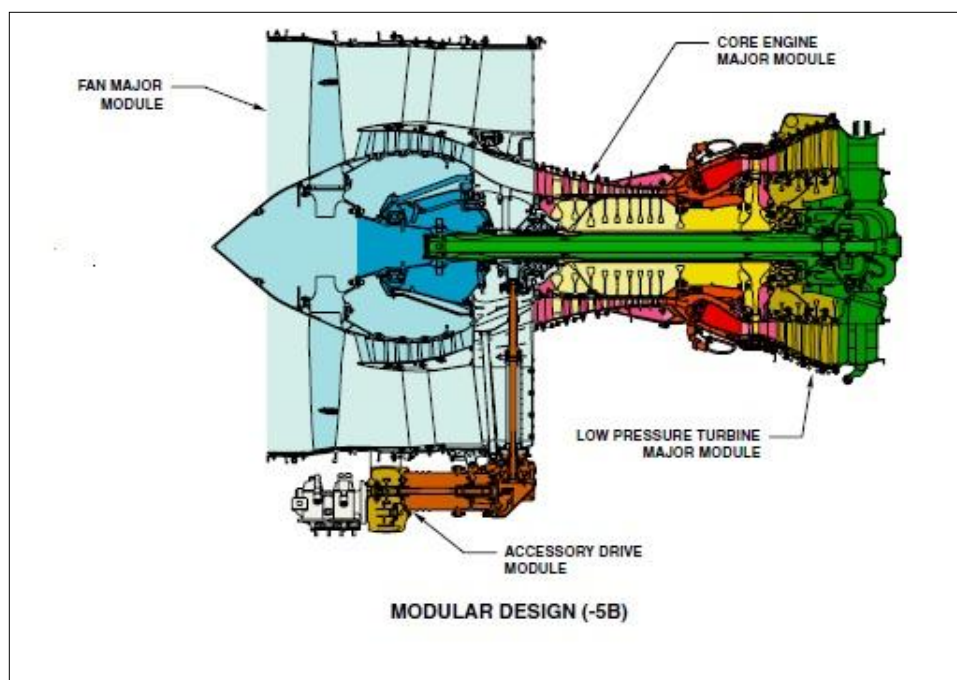 CORE ENGINE
MAJOR MODULE
FAN MAJOR
MODULE
LOW PRESSURE TURBINE
MAJOR MODULE
ACCESSORY DRIVE
MODULE
MODULAR DESIGN (-5B)